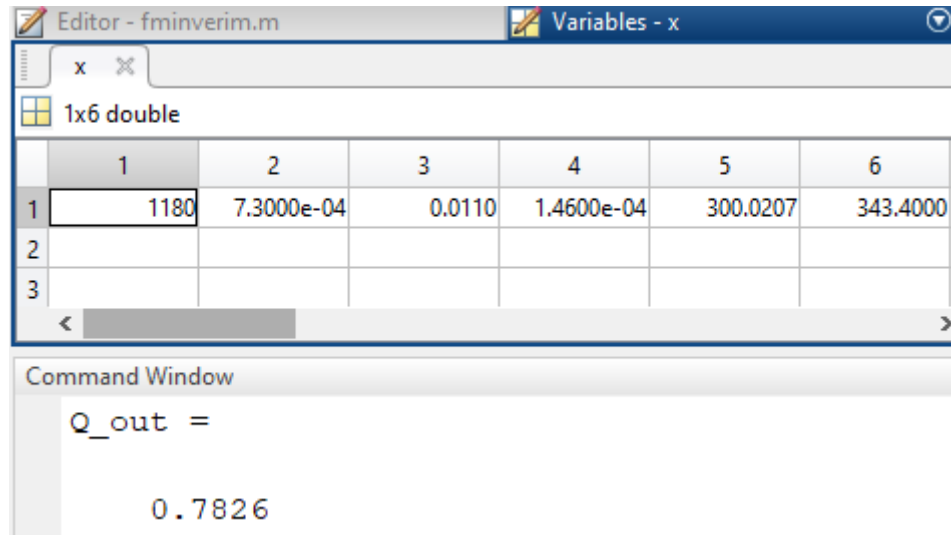 Editor - fminverim.m Variables - x
x
1x6 double
1 2 3 4 5 6
1 1180 7.3000e-04 0.0110 1.4600e-04 300.0207 343.4000
2
3
Command Window
Q_out =
0.7826